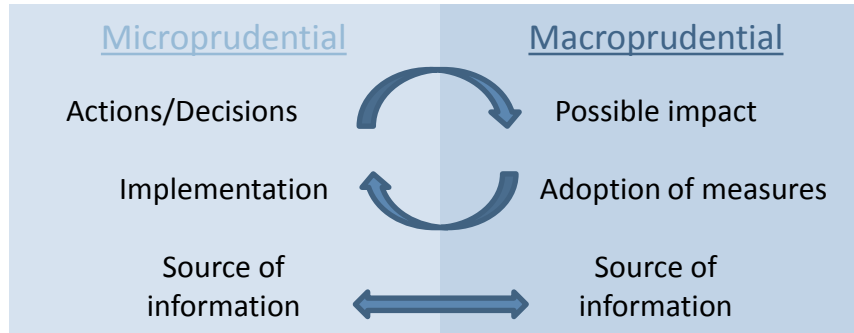 Microprudential
Macroprudential
Actions/Decisions
Possible impact
Implementation
Adoption of measures
Source of
information
Source of
information